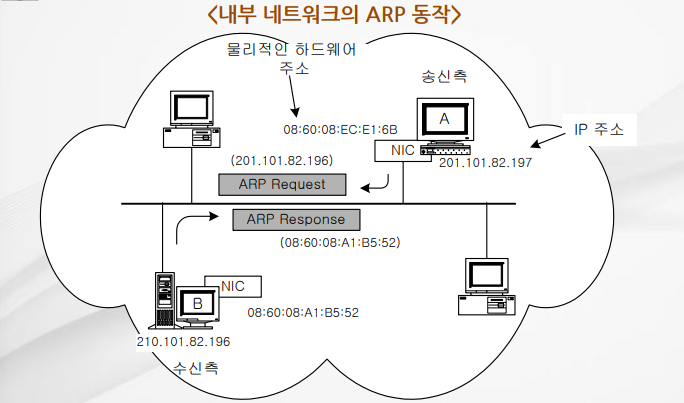 <내부 네트워크의 ARP 동작>
물리적인 하드웨어
주소
송신측
08:60:08:EC:E1:6B
A
IP 주소
NIC
(201.101.82.196)
201.101.82.197
ARP Request
ARP Response
(08:60:08:A1:B5:52)
NIC
B
08:60:08:A1:B5:52
210.101.82.196
수신측